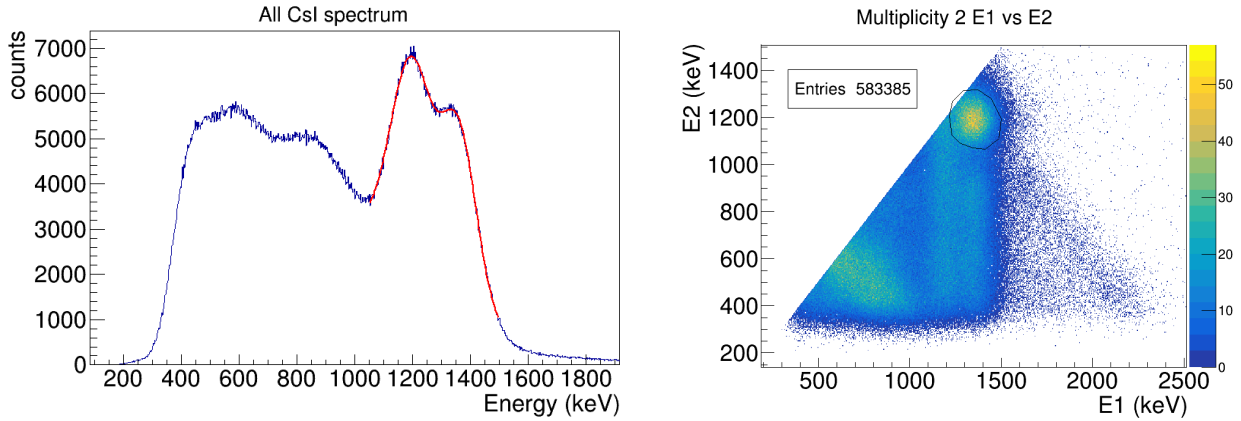 All CsI spectrum
counts
7000
6000
5000
4000
3000
2000
1000
0
200 400 600 800 1000 1200 1400 1600 1800
Energy (keV)
Multiplicity 2 E1 vs E2
E2 (keV)
1400
1200
1000
800
600
400
200
Entries 583385
500 1000 1500 2000 2500
E1 (keV)
50
40
30
20
10
0